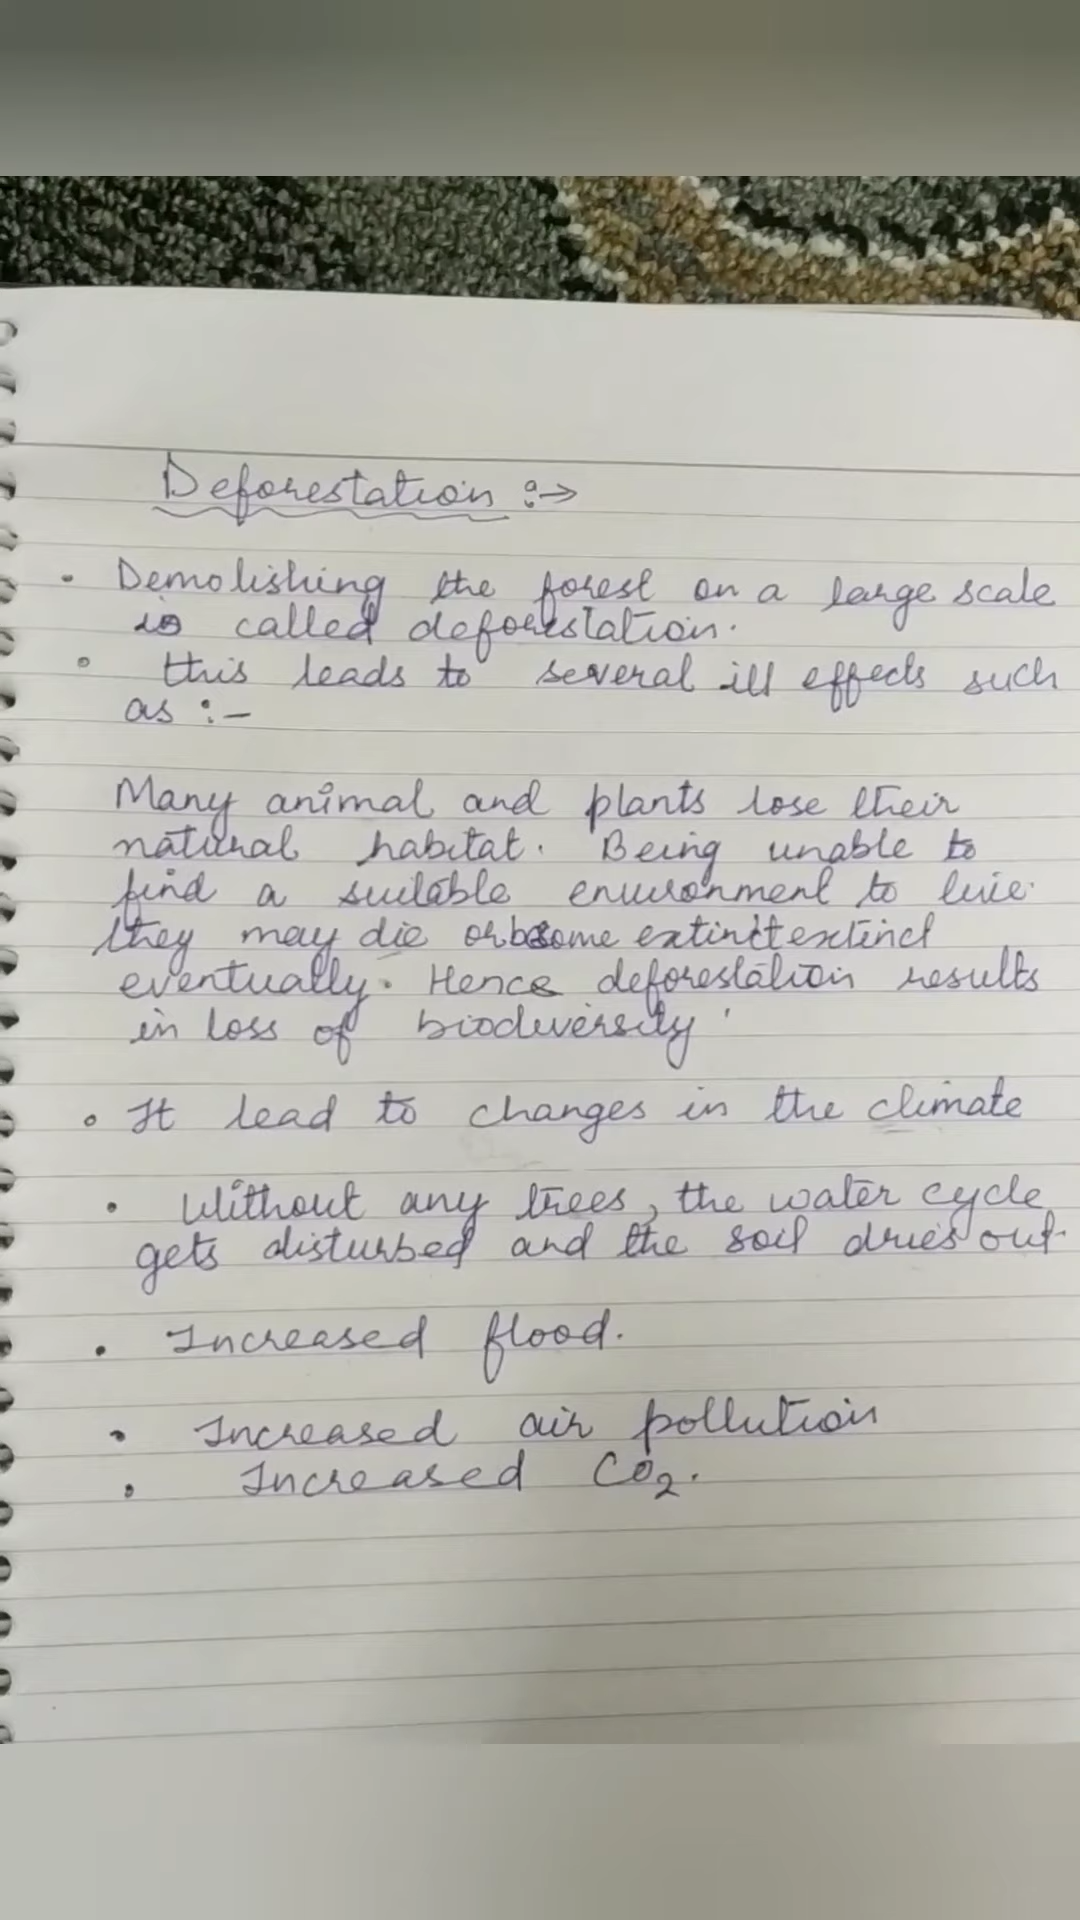 Deforestation :→
• Demolishing the forest on a large scale
is called deforestation.
• this leads to several ill effects such
as :-
Many animal and plants lose their
natural habitat. Being unable to
find a suitable environment to live.
they may die or become extinct extinct
eventually. Hence deforestation results
in loss of biodiversity.
• It lead to changes in the climate
• Without any trees, the water cycle
gets disturbed and the soil dries out.
• Increased flood.
• Increased air pollution
• Increased CO₂.